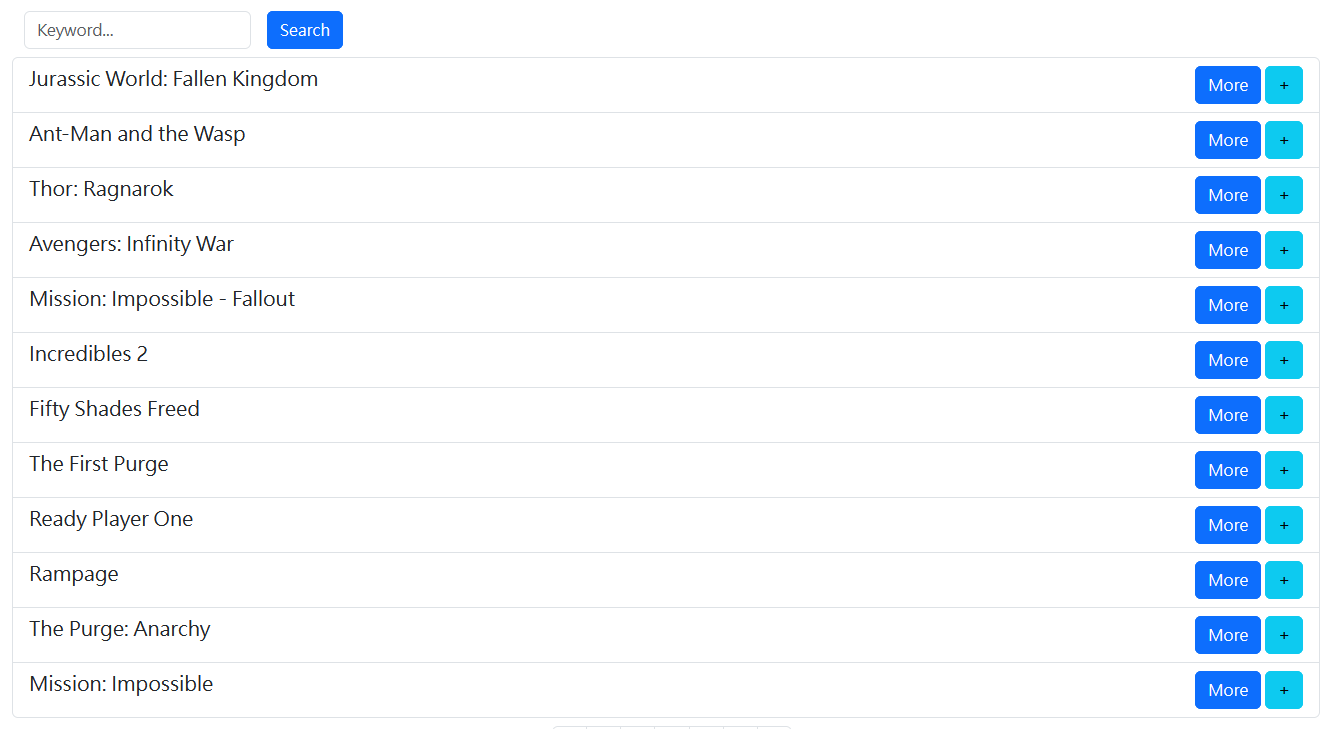 Keyword... Search
Jurassic World: Fallen Kingdom More +
Ant-Man and the Wasp More +
Thor: Ragnarok More +
Avengers: Infinity War More +
Mission: Impossible - Fallout More +
Incredibles 2 More +
Fifty Shades Freed More +
The First Purge More +
Ready Player One More +
Rampage More +
The Purge: Anarchy More +
Mission: Impossible More +